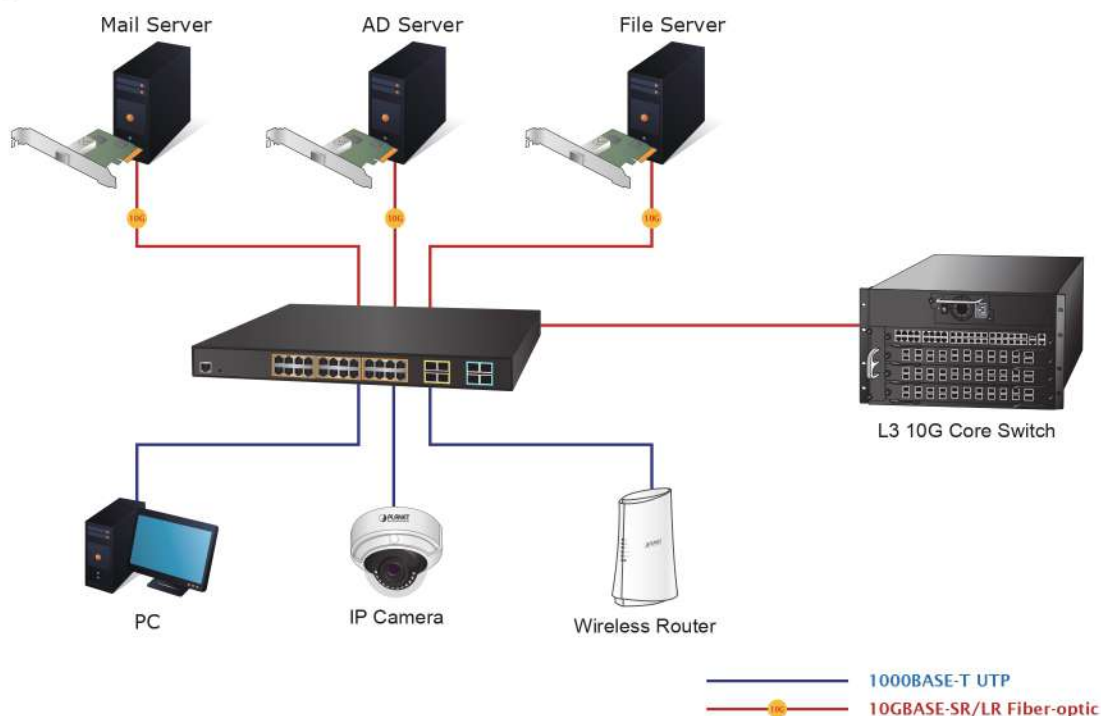 Mail Server
AD Server
File Server
10G
10G
10G
L3 10G Core Switch
PLANET
PC
IP Camera
Wireless Router
1000BASE-T UTP
10G
10GBASE-SR/LR Fiber-optic